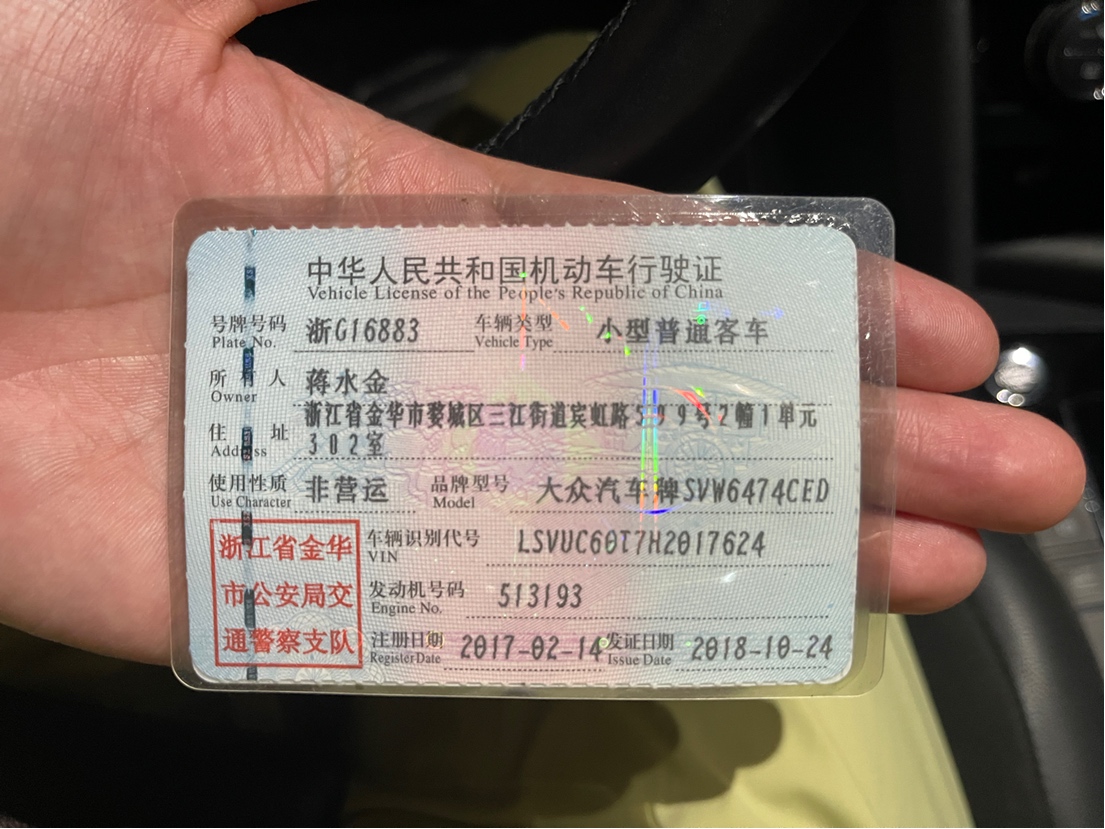 中华人民共和国机动车行驶证
Vehicle License of the People's Republic of China
号牌号码 浙G16883 车辆类型 小型普通客车
Plate No. Vehicle Type
所有人 蒋水金
Owner
浙江省金华市婺城区三江街道宾虹路599号2幢1单元
住址 302室
Address
使用性质 非营运 品牌型号 大众汽车牌SVW6474CED
Use Character Model
浙江省金华 车辆识别代号 LSVUC60T7H2017624
VIN
市公安局交 发动机号码 513193
Engine No.
通警察支队 注册日期 2017-02-14 发证日期 2018-10-24
Register Date Issue Date